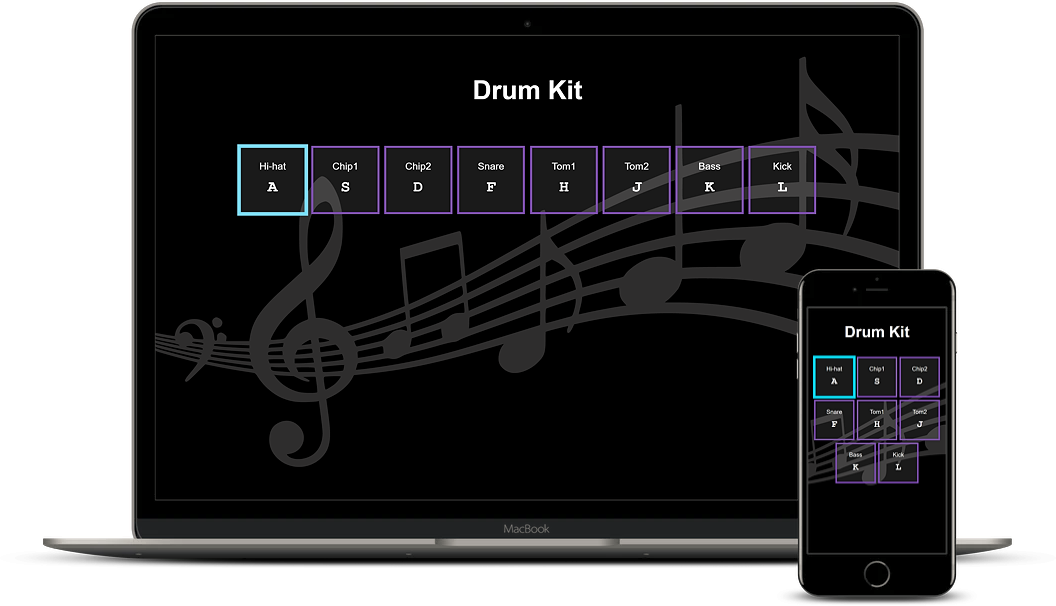 Drum Kit
Hi-hat Chip1 Chip2 Snare Tom1 Tom2 Bass Kick
A S D F H J K L
MacBook
Drum Kit
Hi-hat Chip1 Chip2
A S D
Snare Tom1 Tom2
F H J
Bass Kick
K L